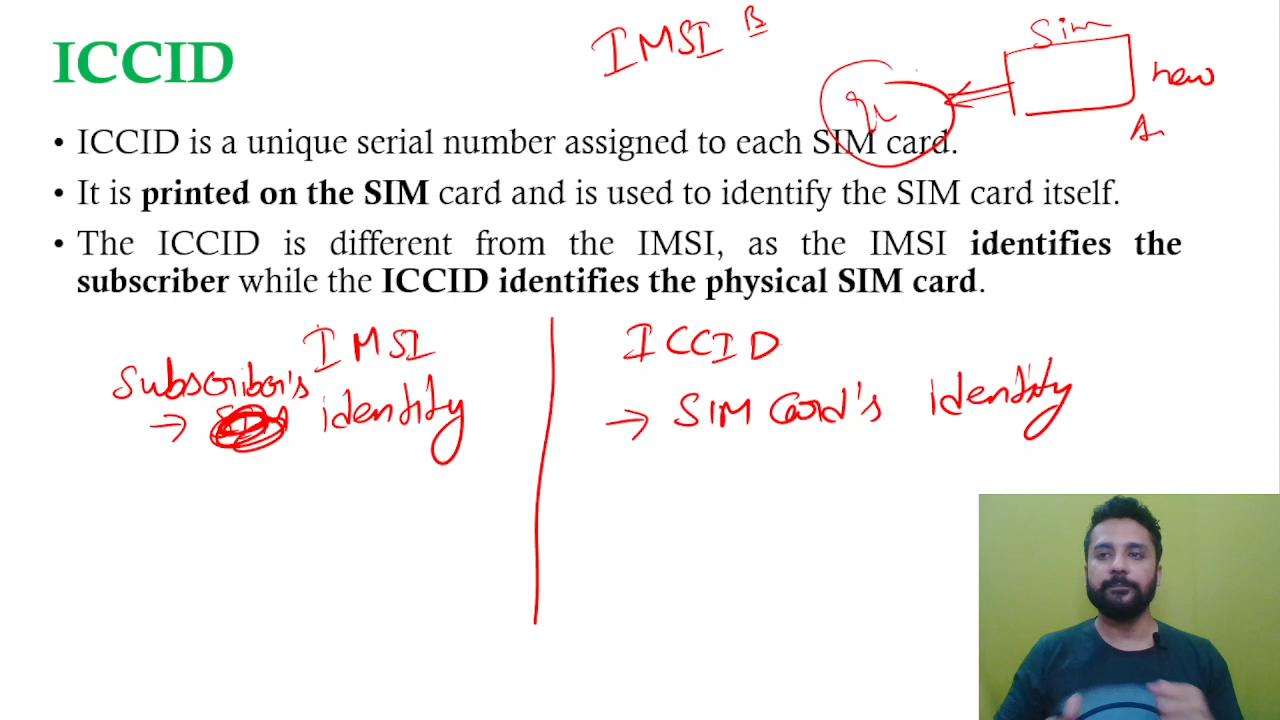 IMSI B
Sim
new
ICCID
• ICCID is a unique serial number assigned to each SIM card.
• It is printed on the SIM card and is used to identify the SIM card itself.
• The ICCID is different from the IMSI, as the IMSI identifies the
subscriber while the ICCID identifies the physical SIM card.
IMSI
Subscriber's
→ identity
ICCID
→ SIM Card's identity